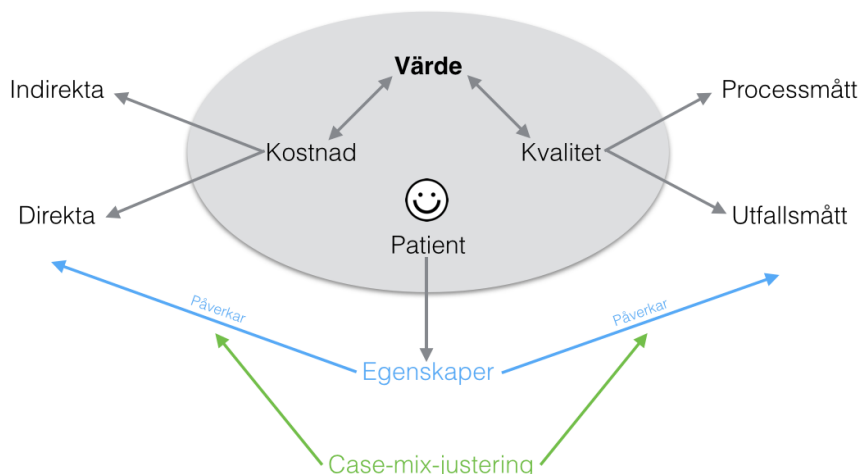 Värde
Indirekta
Processmått
Kostnad
Kvalitet
Direkta
Utfallsmått
Patient
Påverkar
Påverkar
Egenskaper
Case-mix-justering